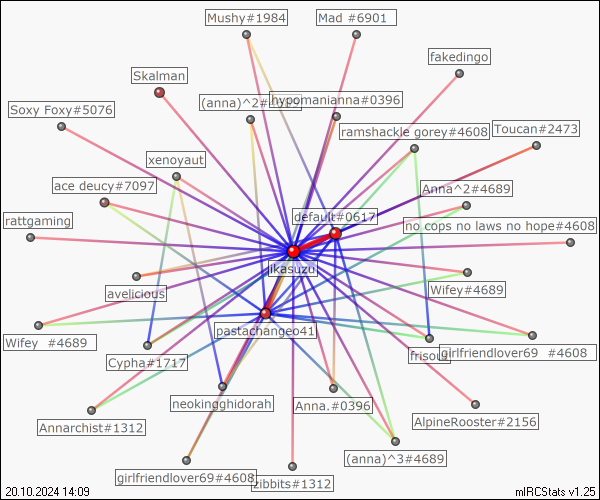 Mushy#1984
Mad #6901
fakedingo
Skalman
(anna)^2#
hypomanianna#0396
Soxy Foxy#5076
ramshackle gorey#4608
Toucan#2473
xenoyaut
ace deucy#7097
Anna^2#4689
default#0617
rattgaming
no cops no laws no hope#4608
ikasuzu
avelicious
Wifey#4689
pastachangeo41
Wifey #4689
Cypha#1717
frisou
girlfriendlover69 #4608
neokingghidorah
Anna.#0396
Annarchist#1312
AlpineRooster#2156
(anna)^3#4689
girlfriendlover69#4608
zibbits#1312
20.10.2024 14:09
mIRCStats v1.25